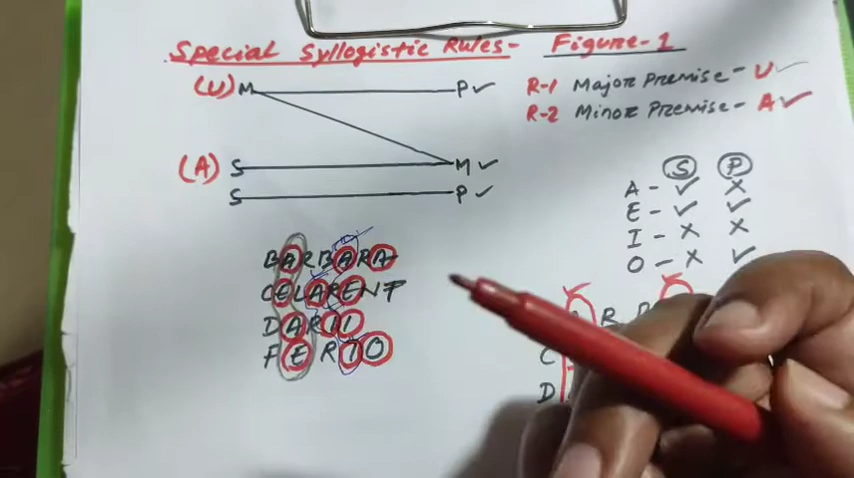 Special Syllogistic Rules- Figure-1
(U) M P ✓
R-1 Major Premise - U ✓
R-2 Minor Premise - A ✓
(A) S M ✓
S P ✓
S P
A - ✓ ×
E - ✓ ✓
I - × ×
O - × ✓
BARBARA
CELARENT
DARII
FERIO
R
C
D